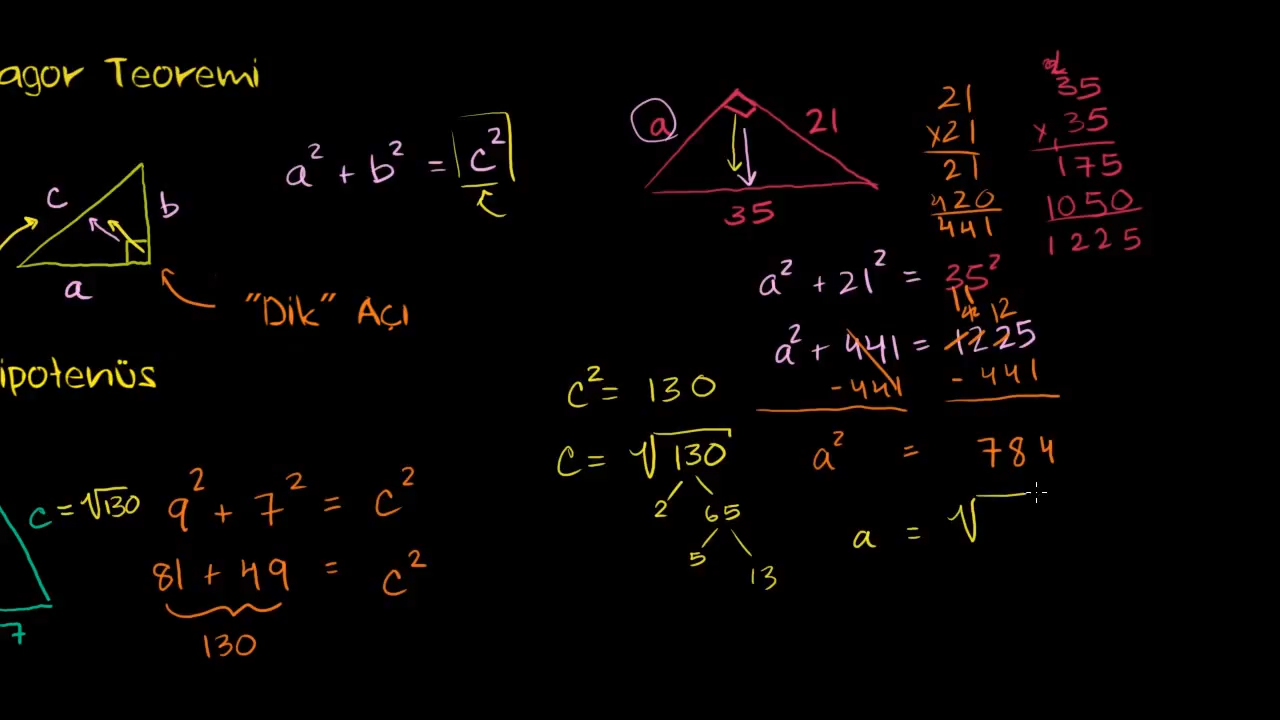 agor Teoremi
a² + b² = c²
c
b
a
"Dik" Açı
ipotenüs
c = √130
7
9² + 7² = c²
81 + 49 = c²
130
c² = 130
c = √130
2 65
5 13
a
21
35
21
x21
21
420
441
2
35
x 35
175
1050
1225
a² + 21² = 35²
a² + 441 = 1225
-441 - 441
a² = 784
a = √